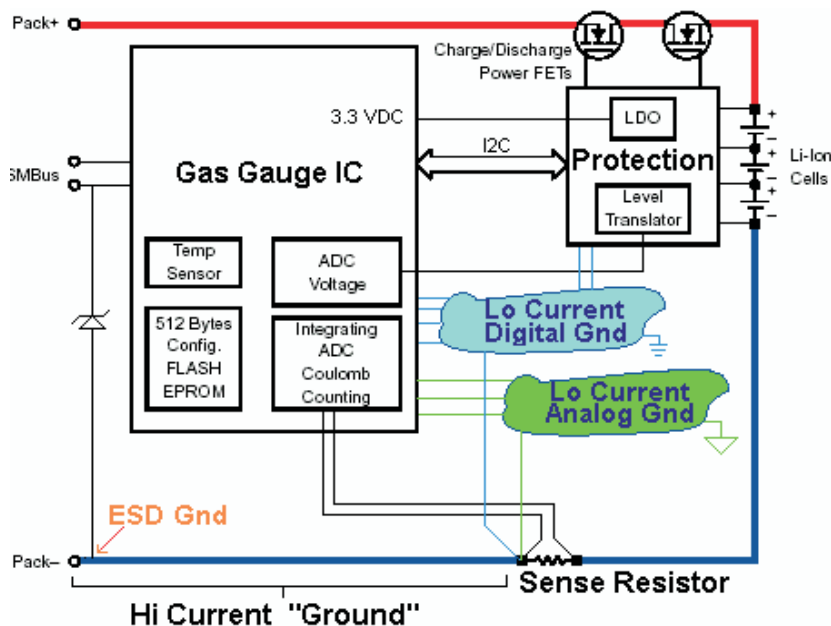 Pack+
Charge/Discharge
Power FETs
3.3 VDC
LDO
+
−
I2C
Protection
+
−
Li-Ion
Cells
SMBus
Gas Gauge IC
Level
Translator
+
−
Temp
Sensor
ADC
Voltage
Lo Current
Digital Gnd
512 Bytes
Config.
FLASH
EPROM
Integrating
ADC
Coulomb
Counting
Lo Current
Analog Gnd
ESD Gnd
Pack–
Sense Resistor
Hi Current "Ground"